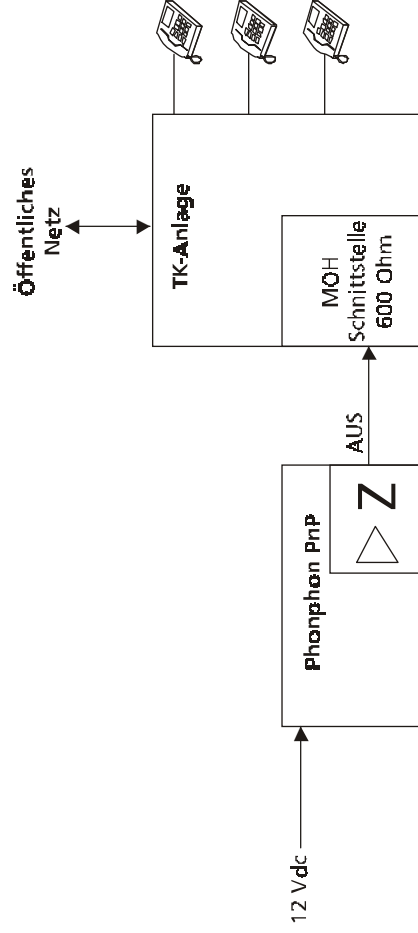 Öffentliches
Netz
TK-Anlage
MOH
Schnittstelle
600 Ohm
AUS
Phonphon PnP
Z
12 Vdc